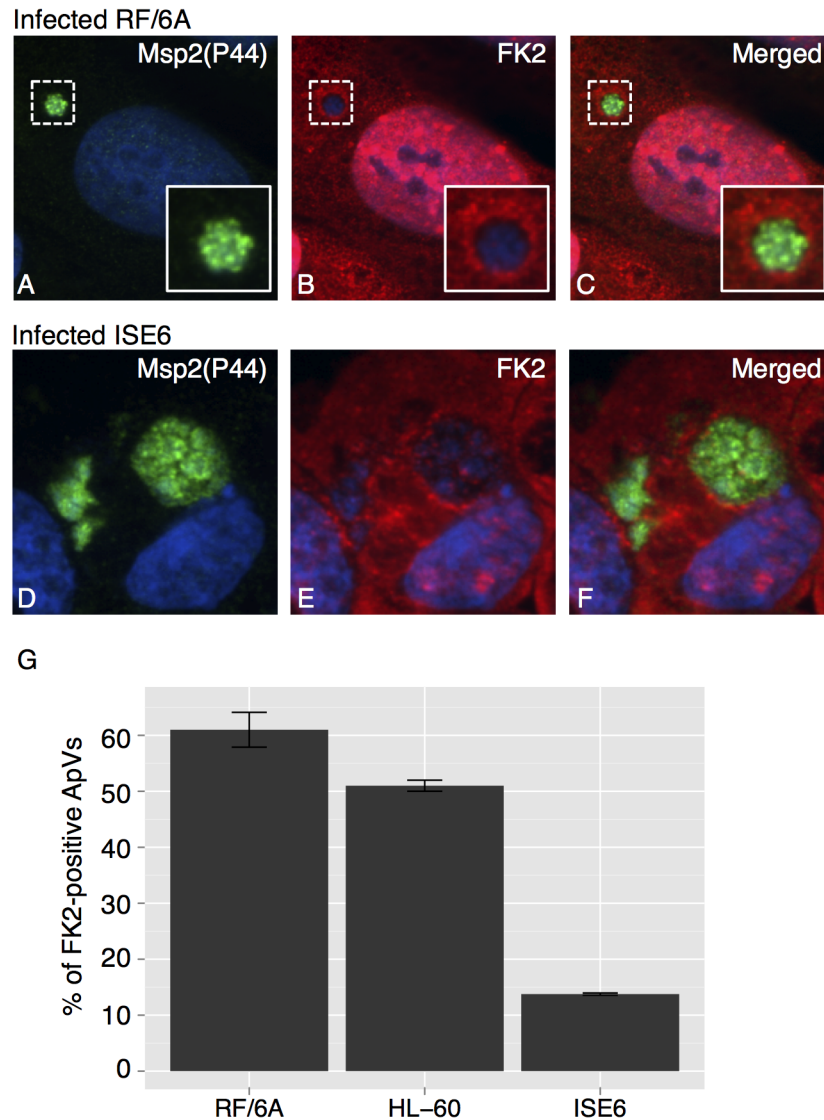 Infected RF/6A
Msp2(P44)
FK2
Merged
A
B
C
Infected ISE6
Msp2(P44)
FK2
Merged
D
E
F
G
% of FK2-positive ApVs
60
50
40
30
20
10
0
RF/6A
HL−60
ISE6